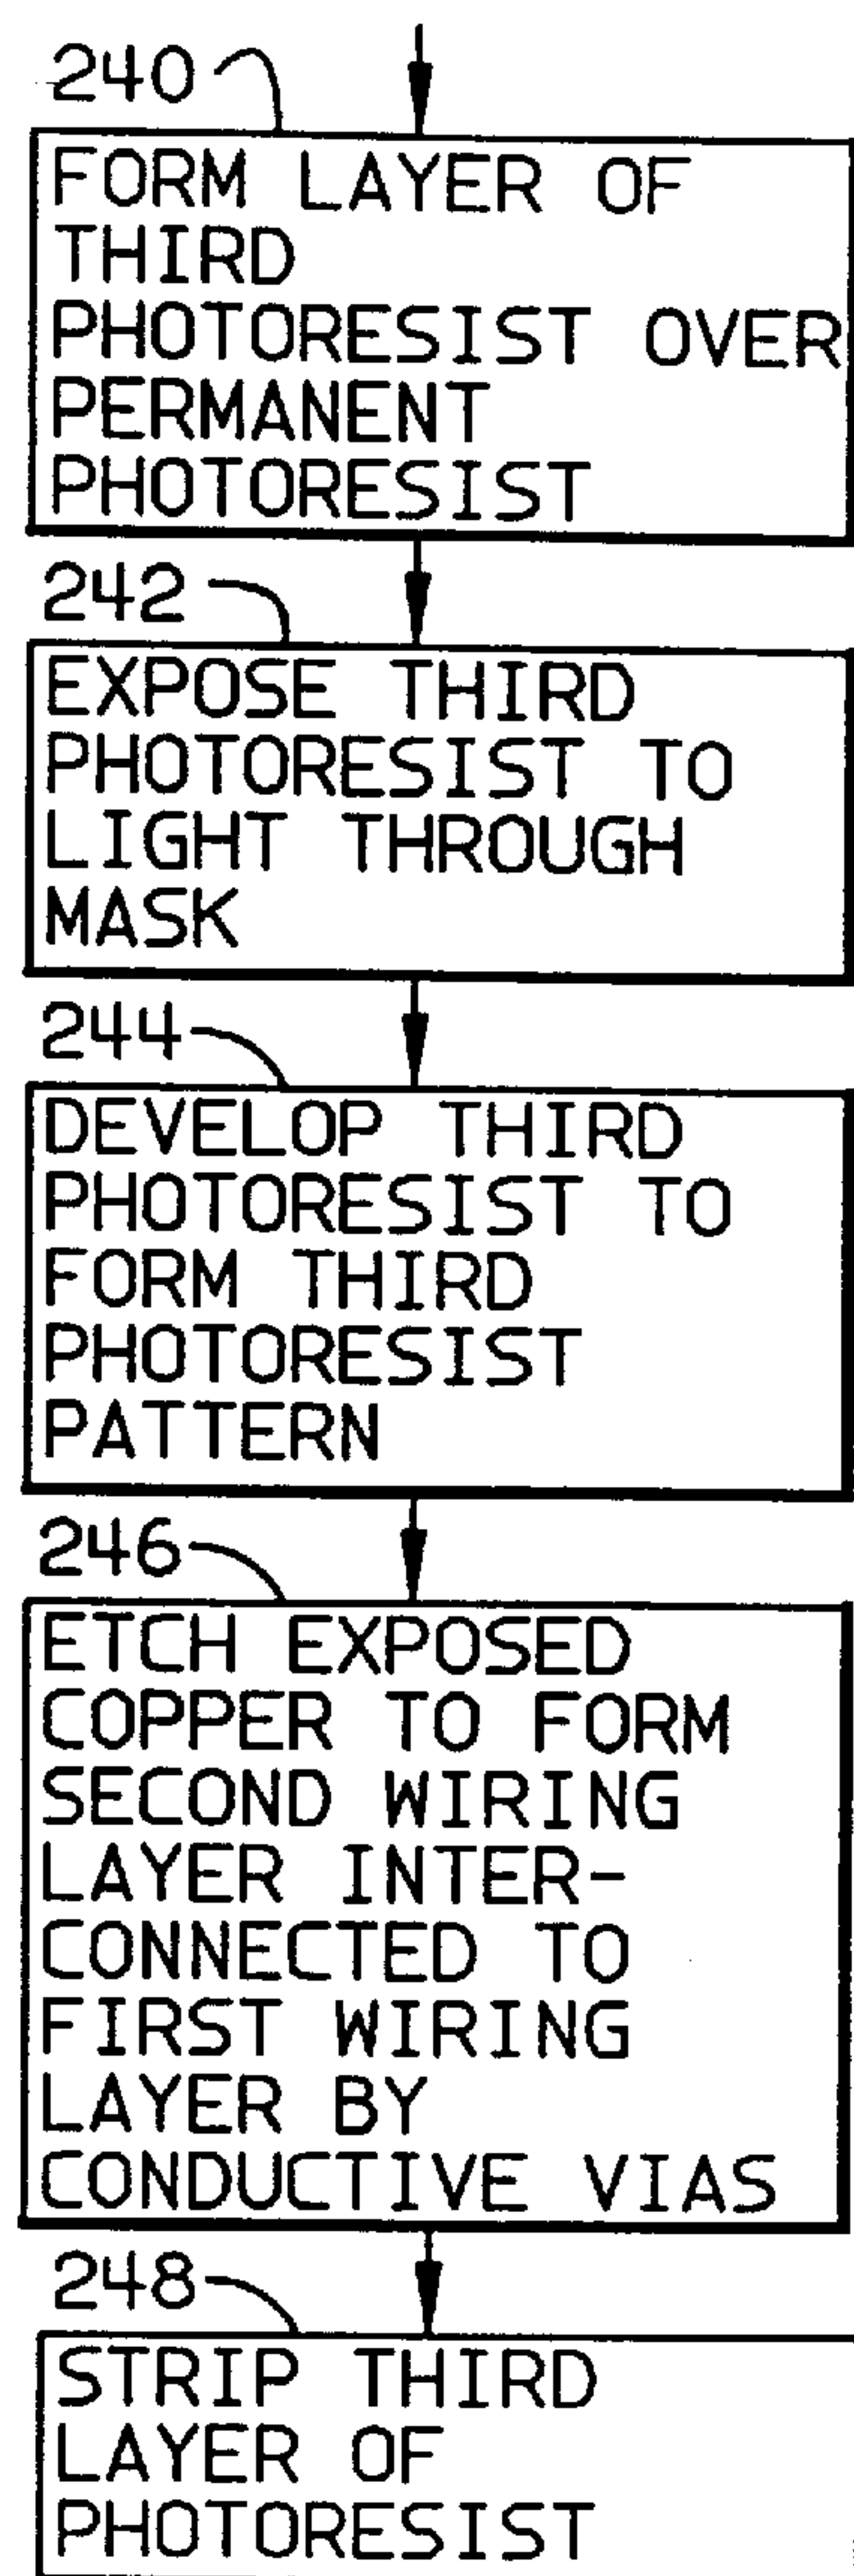 240
FORM LAYER OF
THIRD
PHOTORESIST OVER
PERMANENT
PHOTORESIST
242
EXPOSE THIRD
PHOTORESIST TO
LIGHT THROUGH
MASK
244
DEVELOP THIRD
PHOTORESIST TO
FORM THIRD
PHOTORESIST
PATTERN
246
ETCH EXPOSED
COPPER TO FORM
SECOND WIRING
LAYER INTER-
CONNECTED TO
FIRST WIRING
LAYER BY
CONDUCTIVE VIAS
248
STRIP THIRD
LAYER OF
PHOTORESIST